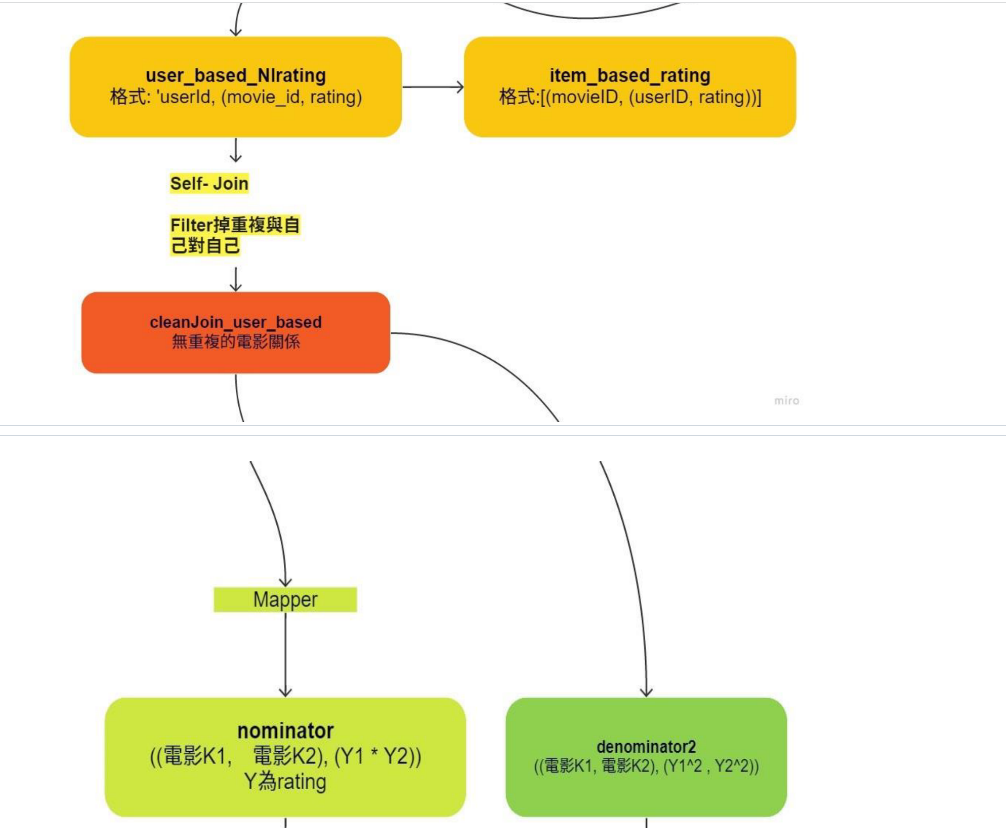 user_based_NIrating
格式: 'userId, (movie_id, rating)
item_based_rating
格式:[(movieID, (userID, rating))]
Self- Join
Filter掉重複與自
己對自己
cleanJoin_user_based
無重複的電影關係
miro
Mapper
nominator
((電影K1, 電影K2), (Y1 * Y2))
Y為rating
denominator2
((電影K1, 電影K2), (Y1^2 , Y2^2))